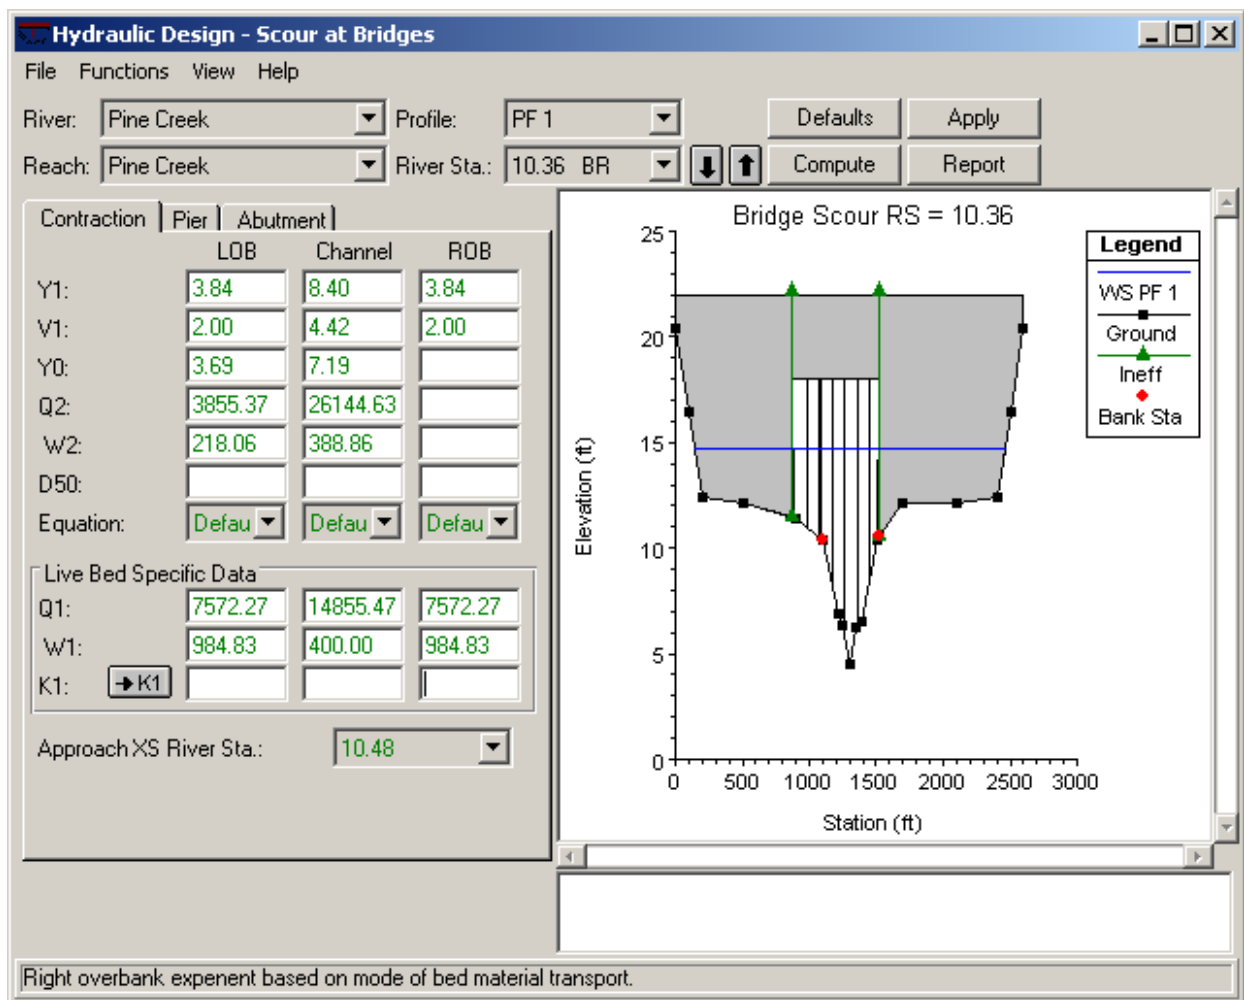 Hydraulic Design - Scour at Bridges
File Functions View Help
River: Pine Creek Profile: PF 1 Defaults Apply
Reach: Pine Creek River Sta.: 10.36 BR Compute Report
Contraction Pier Abutment
LOB Channel ROB
Y1: 3.84 8.40 3.84
V1: 2.00 4.42 2.00
Y0: 3.69 7.19
Q2: 3855.37 26144.63
W2: 218.06 388.86
D50:
Equation: Defau Defau Defau
Live Bed Specific Data
Q1: 7572.27 14855.47 7572.27
W1: 984.83 400.00 984.83
K1: K1
Approach XS River Sta.: 10.48
Bridge Scour RS = 10.36
25
20
15
10
5
0
Elevation (ft)
0 500 1000 1500 2000 2500 3000
Station (ft)
Legend
WS PF 1
Ground
Ineff
Bank Sta
Right overbank expenent based on mode of bed material transport.